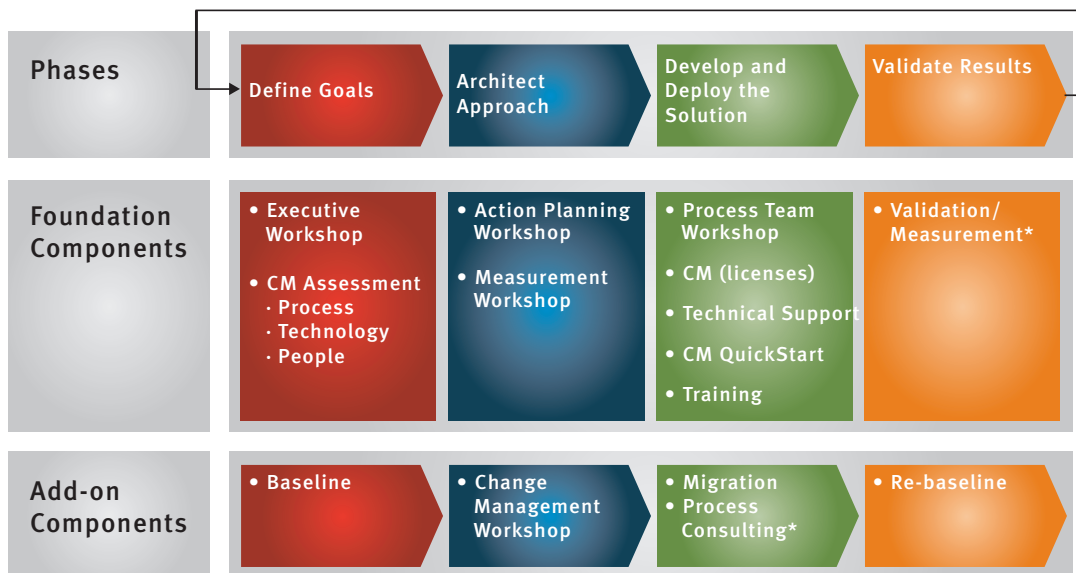 Phases
Define Goals
Architect
Approach
Develop and
Deploy the
Solution
Validate Results
Foundation
Components
• Executive
Workshop
• CM Assessment
· Process
· Technology
· People
• Action Planning
Workshop
• Measurement
Workshop
• Process Team
Workshop
• CM (licenses)
• Technical Support
• CM QuickStart
• Training
• Validation/
Measurement*
Add-on
Components
• Baseline
• Change
Management
Workshop
• Migration
• Process
Consulting*
• Re-baseline